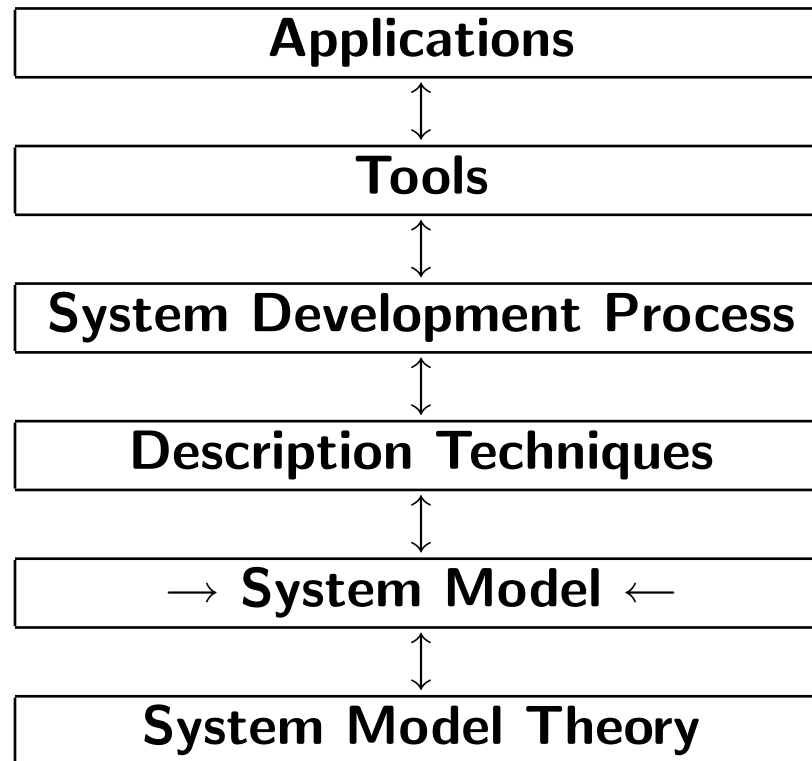 Applications
Tools
System Development Process
Description Techniques
→ System Model ←
System Model Theory